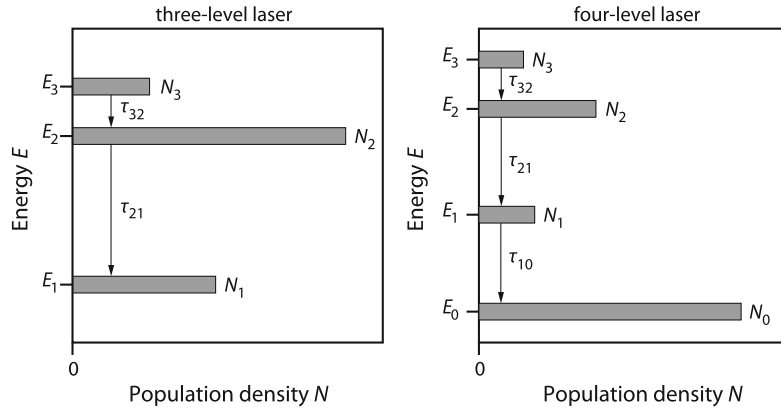 three-level laser
E₃
N₃
τ₃₂
E₂
N₂
τ₂₁
E₁
N₁
Energy E
0
Population density N
four-level laser
E₃
N₃
τ₃₂
E₂
N₂
τ₂₁
E₁
N₁
τ₁₀
E₀
N₀
Energy E
0
Population density N